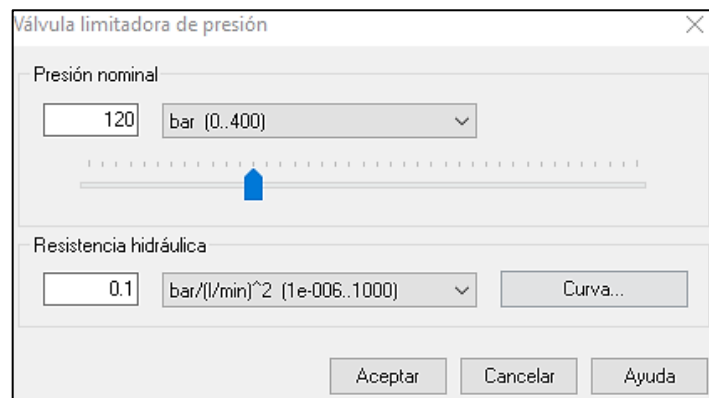 Válvula limitadora de presión
Presión nominal
120 bar (0..400)
Resistencia hidráulica
0.1 bar/(l/min)^2 (1e-006..1000) Curva...
Aceptar Cancelar Ayuda